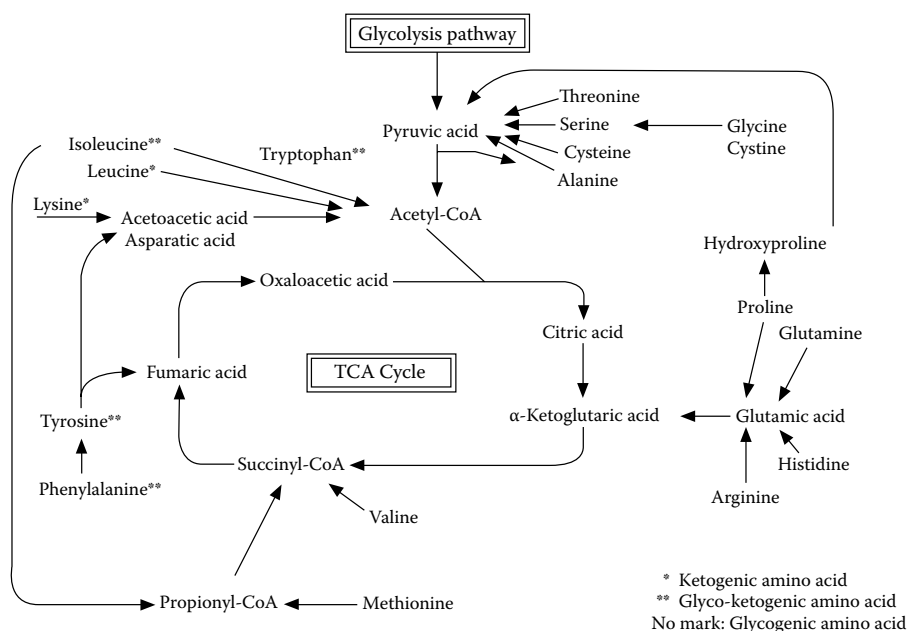 Glycolysis pathway
Threonine
Pyruvic acid
Serine
Glycine
Cystine
Isoleucine**
Tryptophan**
Cysteine
Leucine*
Alanine
Lysine*
Acetoacetic acid
Asparatic acid
Acetyl-CoA
Hydroxyproline
Oxaloacetic acid
Proline
Citric acid
Glutamine
Fumaric acid
TCA Cycle
Tyrosine**
α-Ketoglutaric acid
Glutamic acid
Succinyl-CoA
Histidine
Phenylalanine**
Arginine
Valine
Propionyl-CoA
Methionine
* Ketogenic amino acid
** Glyco-ketogenic amino acid
No mark: Glycogenic amino acid